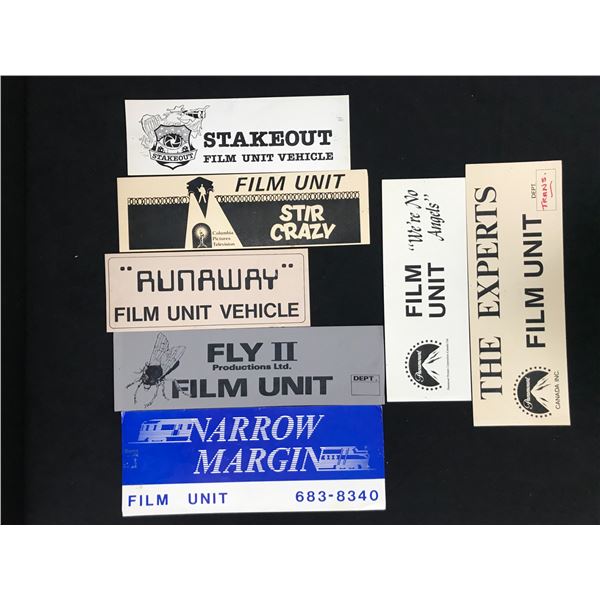 STAKEOUT
STAKEOUT
FILM UNIT VEHICLE
FILM UNIT
STIR
CRAZY
Columbia
Pictures
Television
"RUNAWAY"
FILM UNIT VEHICLE
FLY II
Productions Ltd.
FILM UNIT
DEPT.
NARROW
MARGIN
FILM UNIT 683-8340
"We're No
Angels"
FILM
UNIT
Paramount
THE EXPERTS
FILM UNIT
DEPT.
TRANS.
Paramount
CANADA INC.